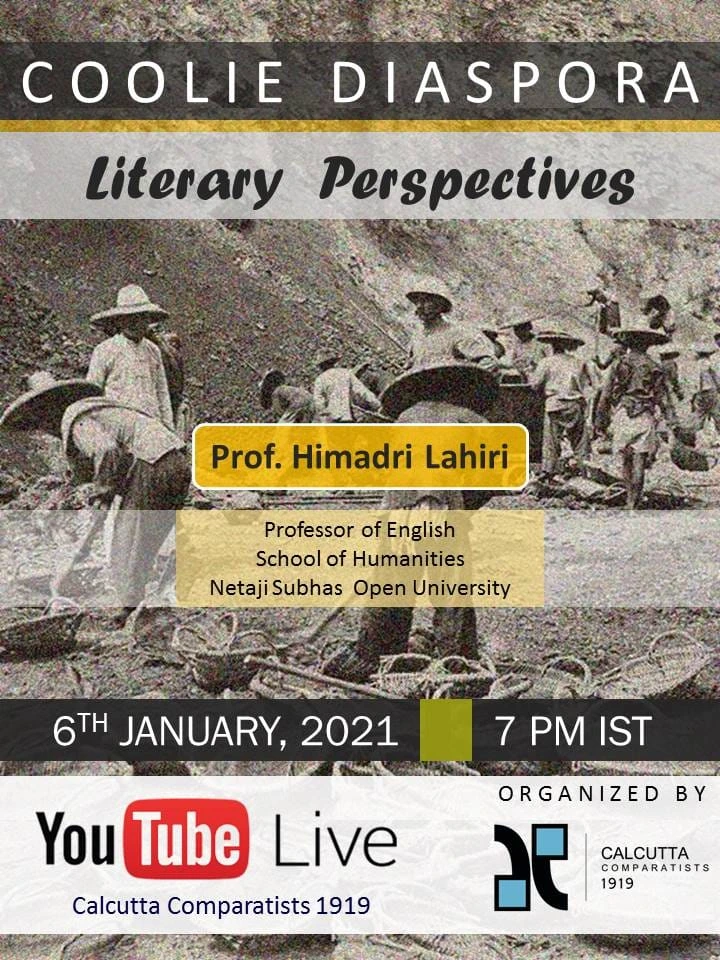 COOLIE DIASPORA
Literary Perspectives
Prof. Himadri Lahiri
Professor of English
School of Humanities
Netaji Subhas Open University
6TH JANUARY, 2021
7 PM IST
ORGANIZED BY
YouTube Live
Calcutta Comparatists 1919
CALCUTTA
COMPARATISTS
1919